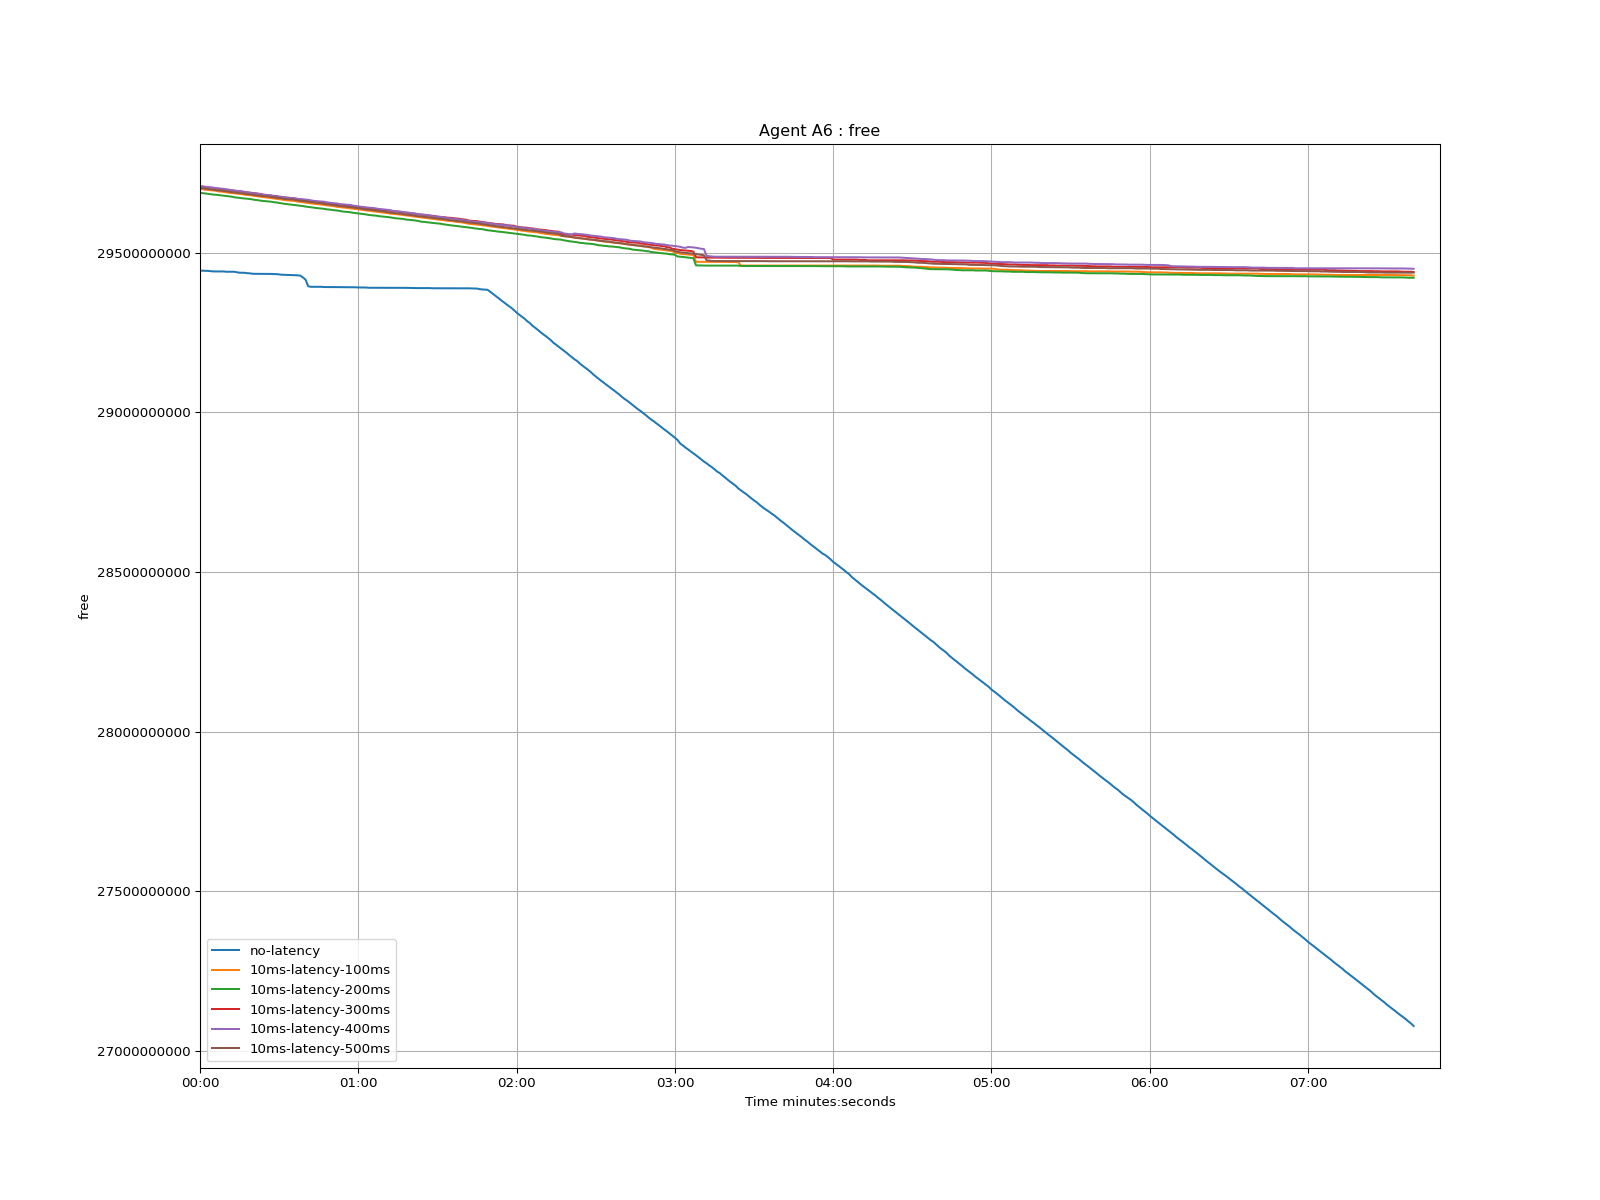 Agent A6 : free
29500000000
29000000000
28500000000
28000000000
27500000000
27000000000
free
no-latency
10ms-latency-100ms
10ms-latency-200ms
10ms-latency-300ms
10ms-latency-400ms
10ms-latency-500ms
00:00 01:00 02:00 03:00 04:00 05:00 06:00 07:00
Time minutes:seconds